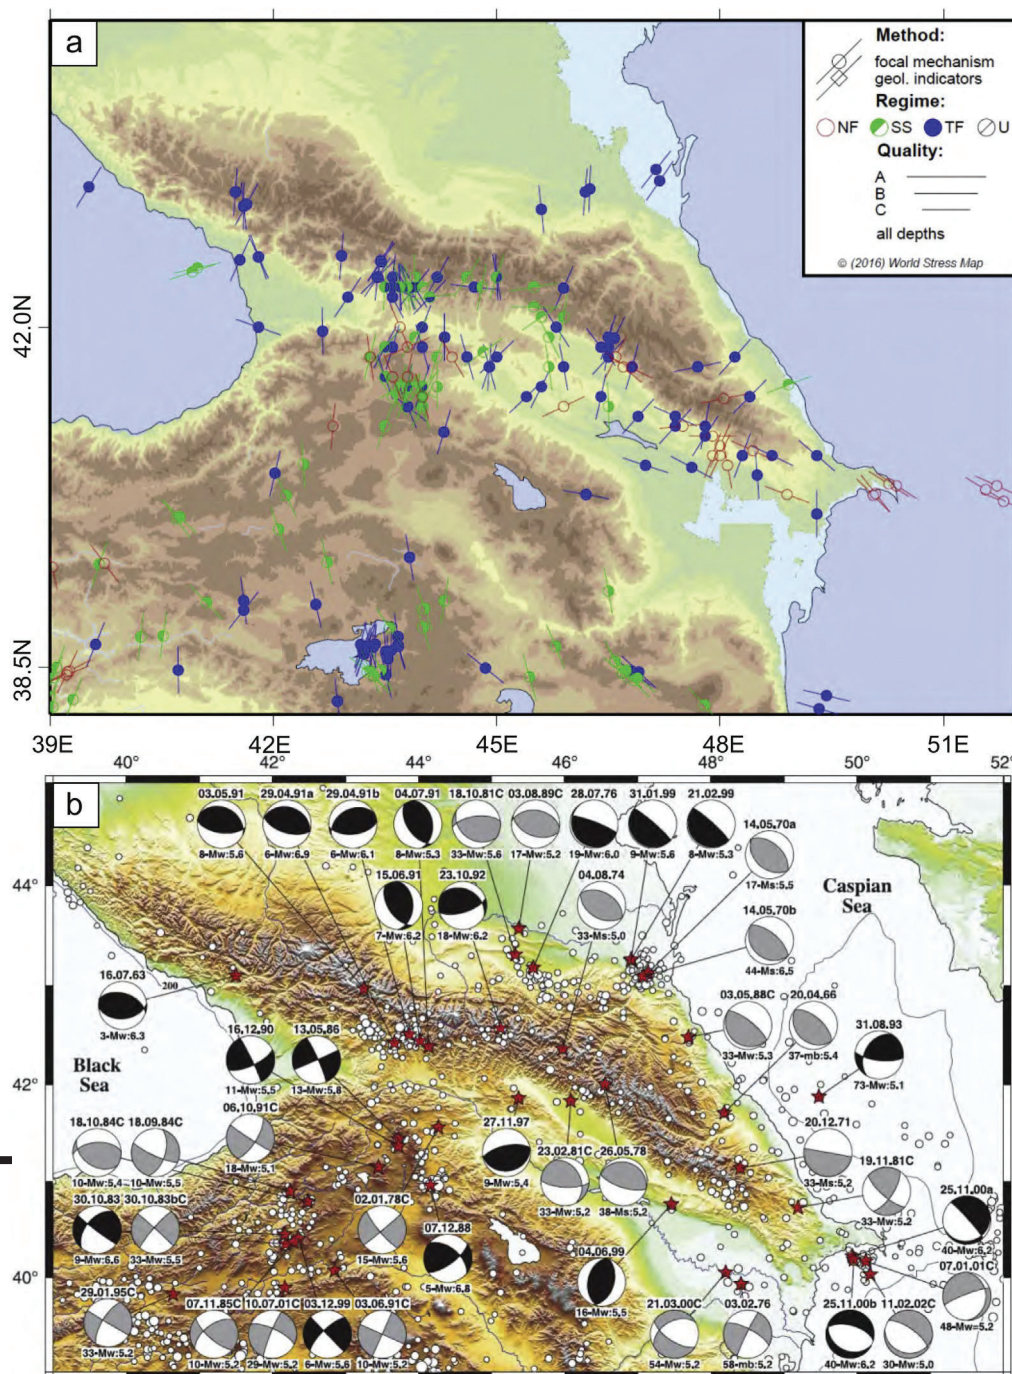 a
Method:
focal mechanism
geol. indicators
Regime:
NF SS TF U
Quality:
A
B
C
all depths
© (2016) World Stress Map
42.0N
38.5N
39E 42E 45E 48E 51E
40° 42° 44° 46° 48° 50° 52°
b
03.05.91 29.04.91a 29.04.91b 04.07.91 18.10.81C 03.08.89C 28.07.76 31.01.99 21.02.99
8-Mw:5.6 6-Mw:6.9 6-Mw:6.1 8-Mw:5.3 33-Mw:5.6 17-Mw:5.2 19-Mw:6.0 9-Mw:5.6 8-Mw:5.3
14.05.70a
17-Ms:5.5
15.06.91 23.10.92 04.08.74
7-Mw:6.2 18-Mw:6.2 33-Ms:5.0
44°
Caspian
Sea
14.05.70b
44-Ms:6.5
16.07.63
200
3-Mw:6.3
03.05.88C 20.04.66
33-Mw:5.3 37-mb:5.4
31.08.93
73-Mw:5.1
16.12.90 13.05.86
11-Mw:5.5 13-Mw:5.8
Black
Sea
42°
18.10.84C 18.09.84C 06.10.91C
10-Mw:5.4 10-Mw:5.5 18-Mw:5.1
27.11.97
9-Mw:5.4
23.02.81C 26.05.78
33-Mw:5.2 38-Ms:5.2
20.12.71
33-Ms:5.2
19.11.81C
33-Mw:5.2
30.10.83 30.10.83bC 02.01.78C
9-Mw:6.6 33-Mw:5.5 15-Mw:5.6
07.12.88
5-Mw:6.8
25.11.00a
40-Mw:6.2
04.06.99
16-Mw:5.5
07.01.01C
48-Mw=5.2
40°
29.01.95C
33-Mw:5.2
07.11.85C 10.07.01C 03.12.99 03.06.91C
10-Mw:5.2 29-Mw:5.2 6-Mw:5.6 10-Mw:5.2
21.03.00C 03.02.76
54-Mw:5.2 58-mb:5.2
25.11.00b 11.02.02C
40-Mw:6.2 30-Mw:5.0